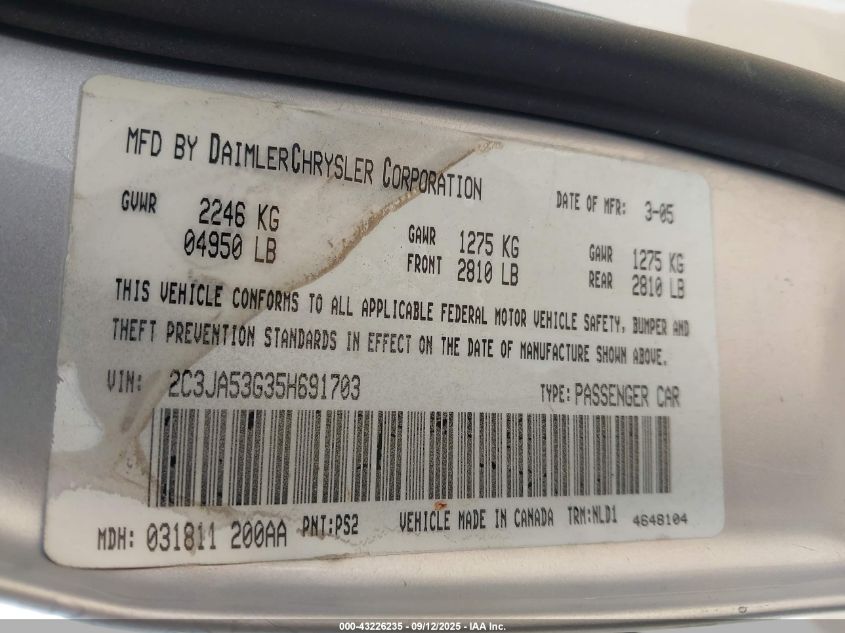 MFD BY DAIMLERCHRYSLER CORPORATION
DATE OF MFR: 3-05
GVWR 2246 KG
04950 LB
GAWR FRONT 1275 KG
2810 LB
GAWR REAR 1275 KG
2810 LB
THIS VEHICLE CONFORMS TO ALL APPLICABLE FEDERAL MOTOR VEHICLE SAFETY, BUMPER AND
THEFT PREVENTION STANDARDS IN EFFECT ON THE DATE OF MANUFACTURE SHOWN ABOVE.
VIN: 2C3JA53G35H691703 TYPE: PASSENGER CAR
MDH: 031811 200AA PNT:PS2 VEHICLE MADE IN CANADA TRM:NLD1 4648104
000-43226235 - 09/12/2025 - IAA Inc.